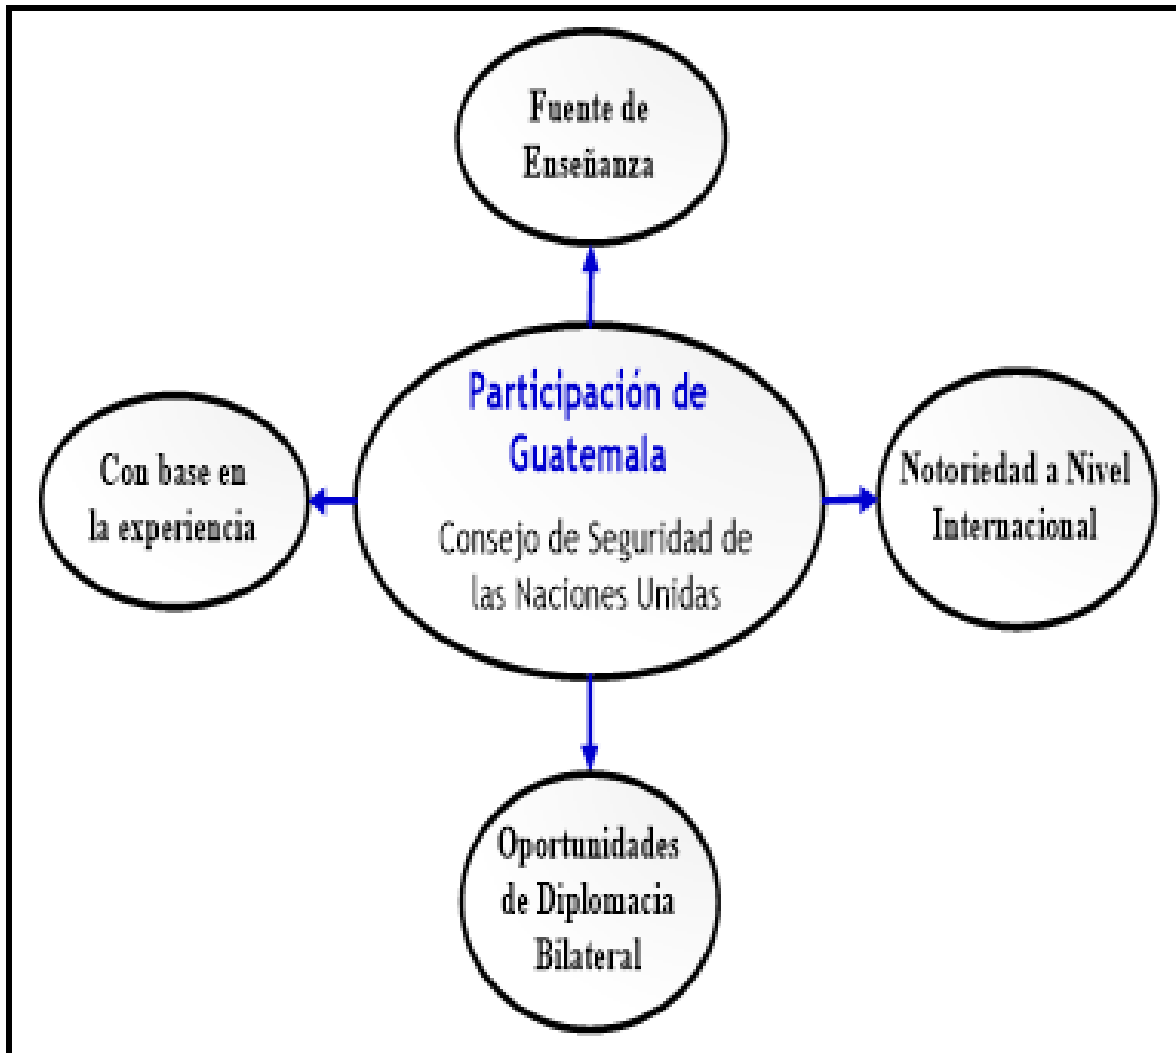 Fuente de
Enseñanza
Participación de
Guatemala
Consejo de Seguridad de
las Naciones Unidas
Con base en
la experiencia
Notoriedad a Nivel
Internacional
Oportunidades
de Diplomacia
Bilateral